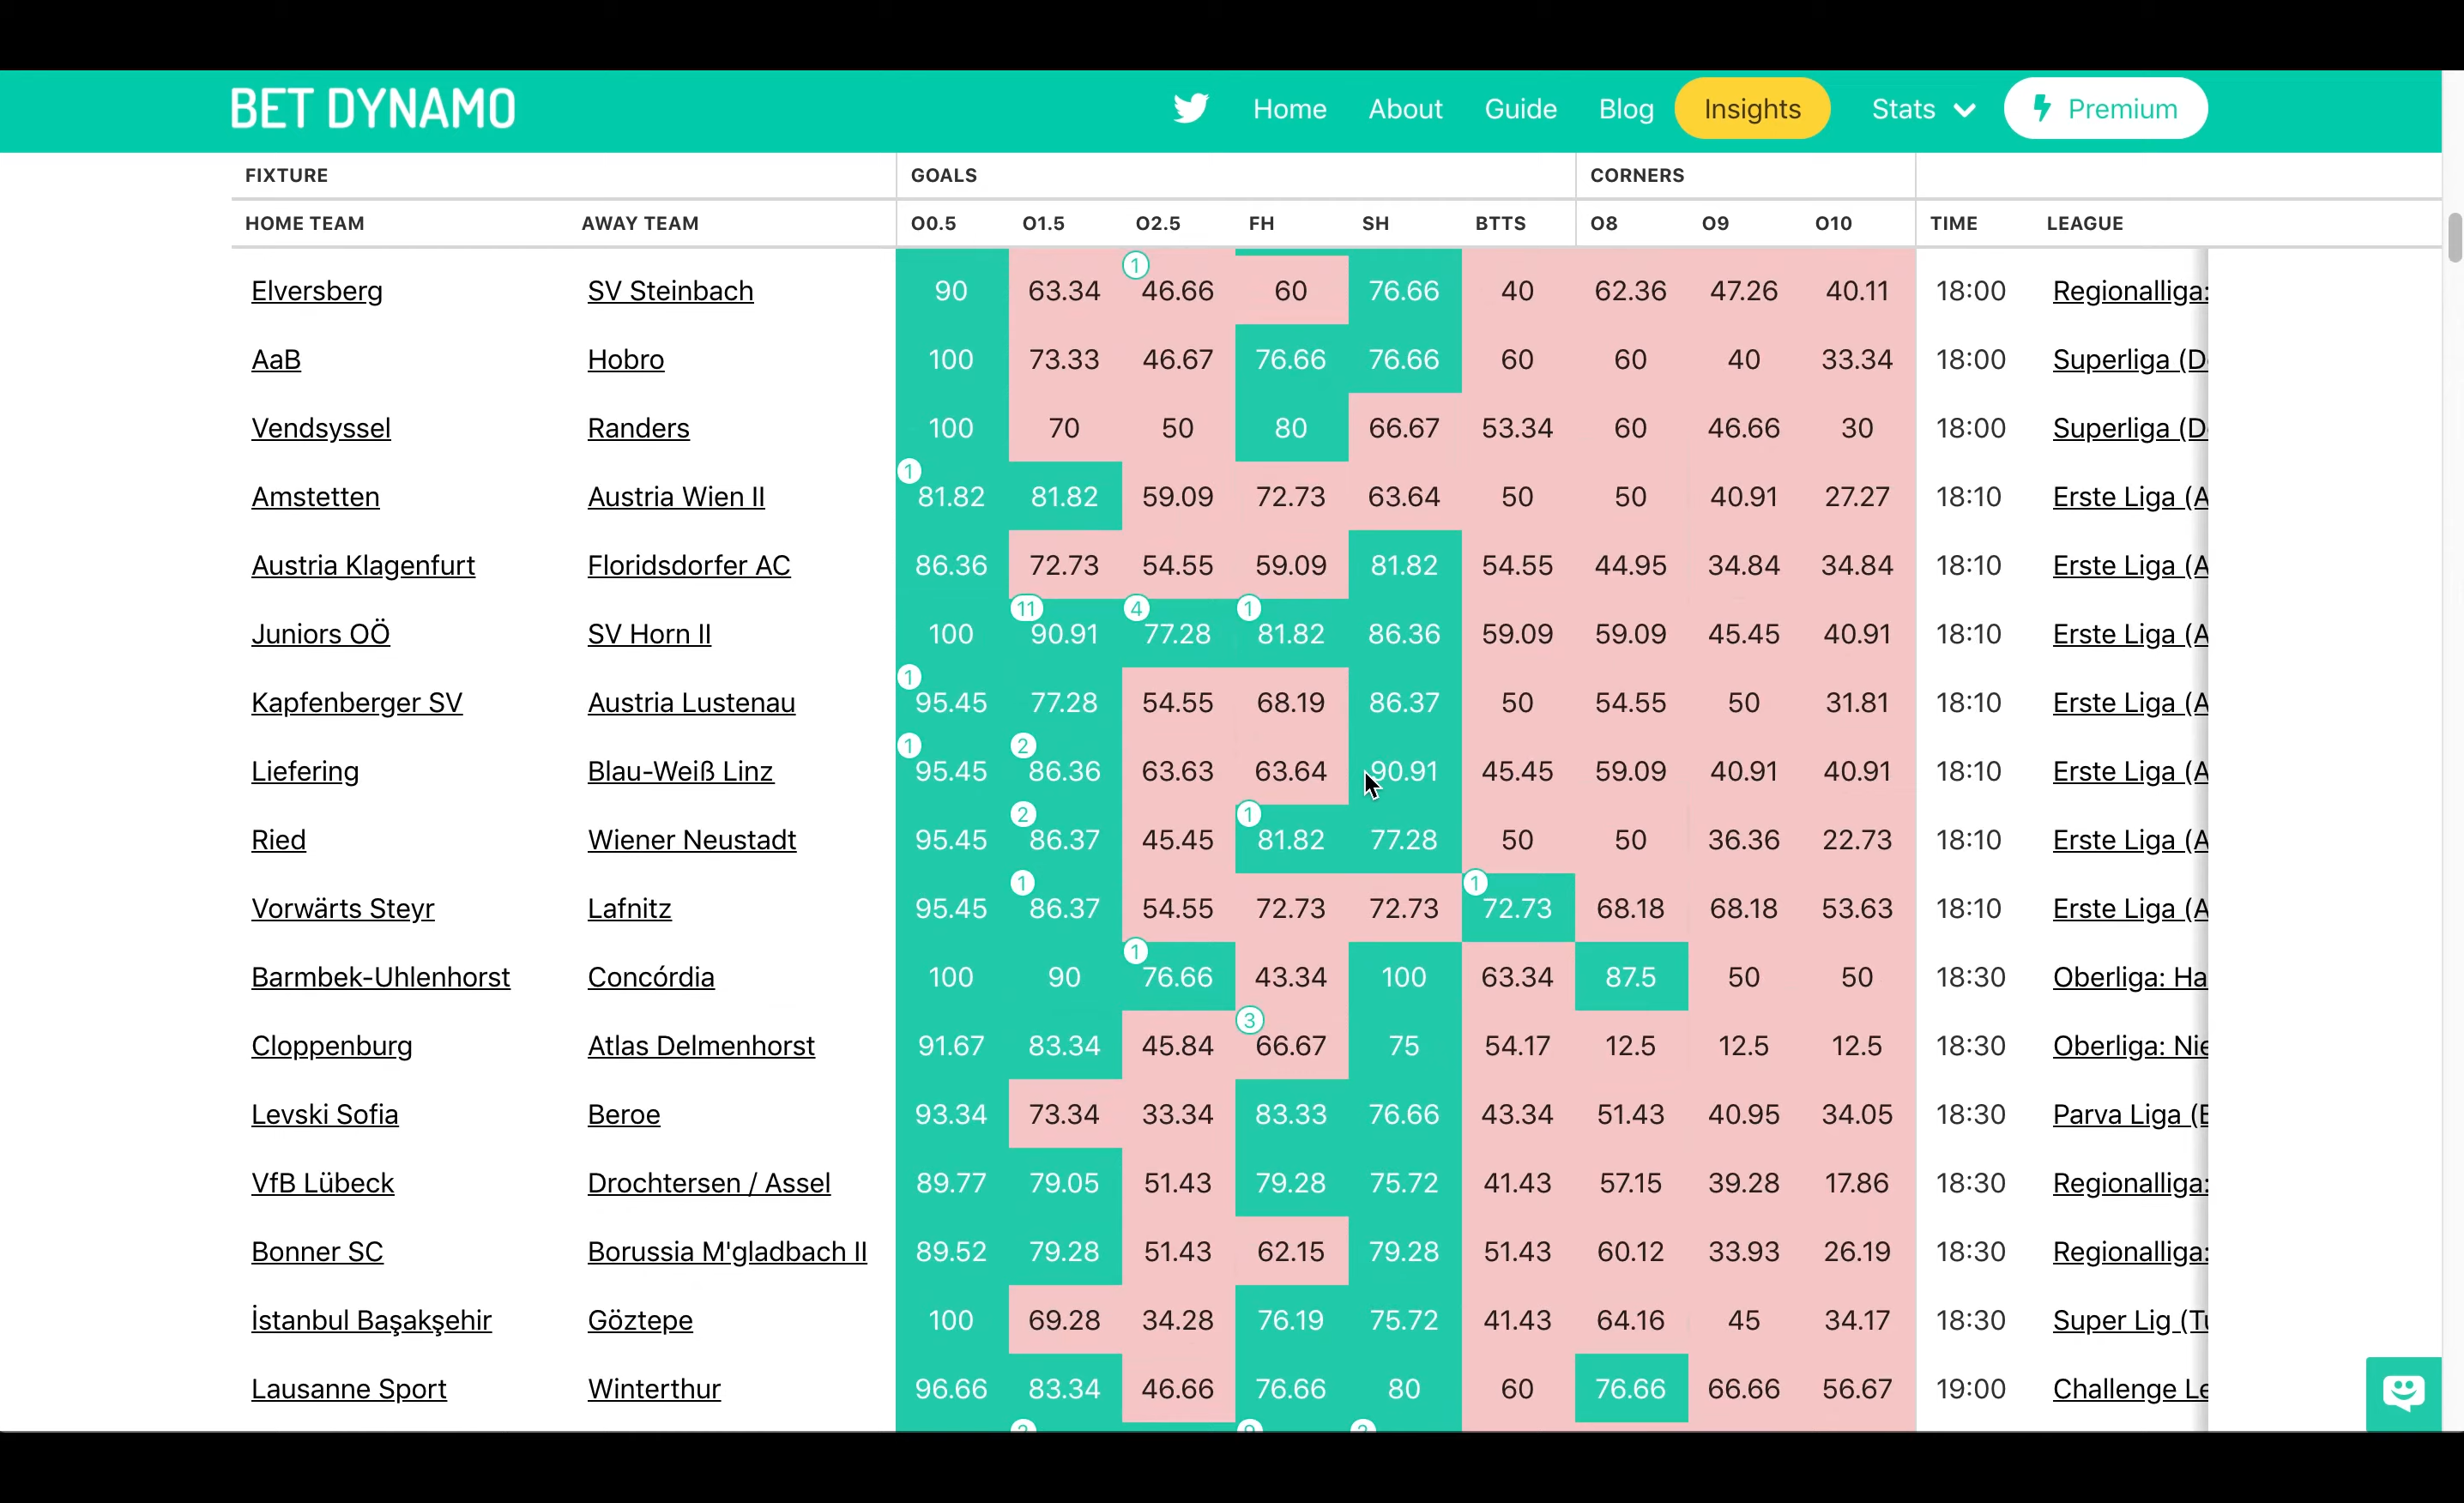 BET DYNAMO Home About Guide Blog Insights Stats Premium
FIXTURE GOALS CORNERS
HOME TEAM AWAY TEAM O0.5 O1.5 O2.5 FH SH BTTS O8 O9 O10 TIME LEAGUE
1
Elversberg SV Steinbach 90 63.34 46.66 60 76.66 40 62.36 47.26 40.11 18:00 Regionalliga:
AaB Hobro 100 73.33 46.67 76.66 76.66 60 60 40 33.34 18:00 Superliga (D
Vendsyssel Randers 100 70 50 80 66.67 53.34 60 46.66 30 18:00 Superliga (D
1
Amstetten Austria Wien II 81.82 81.82 59.09 72.73 63.64 50 50 40.91 27.27 18:10 Erste Liga (A
Austria Klagenfurt Floridsdorfer AC 86.36 72.73 54.55 59.09 81.82 54.55 44.95 34.84 34.84 18:10 Erste Liga (A
11 4 1
Juniors OÖ SV Horn II 100 90.91 77.28 81.82 86.36 59.09 59.09 45.45 40.91 18:10 Erste Liga (A
1
Kapfenberger SV Austria Lustenau 95.45 77.28 54.55 68.19 86.37 50 54.55 50 31.81 18:10 Erste Liga (A
1 2
Liefering Blau-Weiß Linz 95.45 86.36 63.63 63.64 90.91 45.45 59.09 40.91 40.91 18:10 Erste Liga (A
2 1
Ried Wiener Neustadt 95.45 86.37 45.45 81.82 77.28 50 50 36.36 22.73 18:10 Erste Liga (A
1 1
Vorwärts Steyr Lafnitz 95.45 86.37 54.55 72.73 72.73 72.73 68.18 68.18 53.63 18:10 Erste Liga (A
1
Barmbek-Uhlenhorst Concórdia 100 90 76.66 43.34 100 63.34 87.5 50 50 18:30 Oberliga: Ha
3
Cloppenburg Atlas Delmenhorst 91.67 83.34 45.84 66.67 75 54.17 12.5 12.5 12.5 18:30 Oberliga: Nie
Levski Sofia Beroe 93.34 73.34 33.34 83.33 76.66 43.34 51.43 40.95 34.05 18:30 Parva Liga (B
VfB Lübeck Drochtersen / Assel 89.77 79.05 51.43 79.28 75.72 41.43 57.15 39.28 17.86 18:30 Regionalliga:
Bonner SC Borussia M'gladbach II 89.52 79.28 51.43 62.15 79.28 51.43 60.12 33.93 26.19 18:30 Regionalliga:
İstanbul Başakşehir Göztepe 100 69.28 34.28 76.19 75.72 41.43 64.16 45 34.17 18:30 Super Lig (Tu
Lausanne Sport Winterthur 96.66 83.34 46.66 76.66 80 60 76.66 66.66 56.67 19:00 Challenge Le